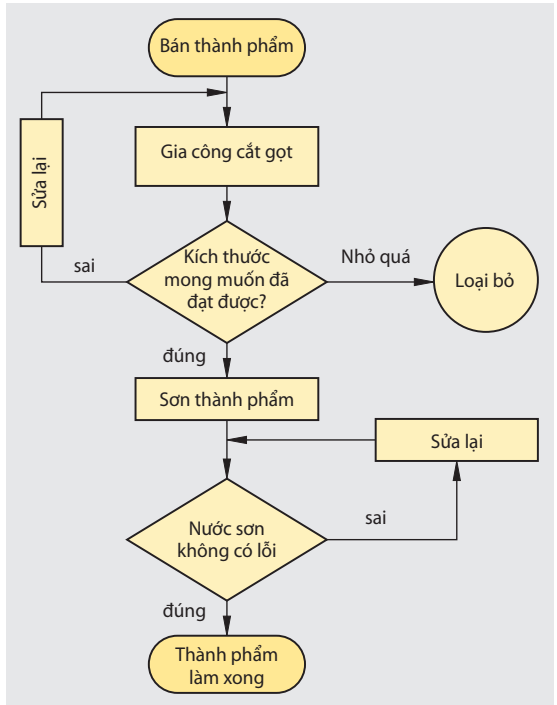 Bán thành phẩm
Gia công cắt gọt
Sửa lại
sai
Kích thước
mong muốn đã
đạt được?
Nhỏ quá
Loại bỏ
đúng
Sơn thành phẩm
Sửa lại
sai
Nước sơn
không có lỗi
đúng
Thành phẩm
làm xong